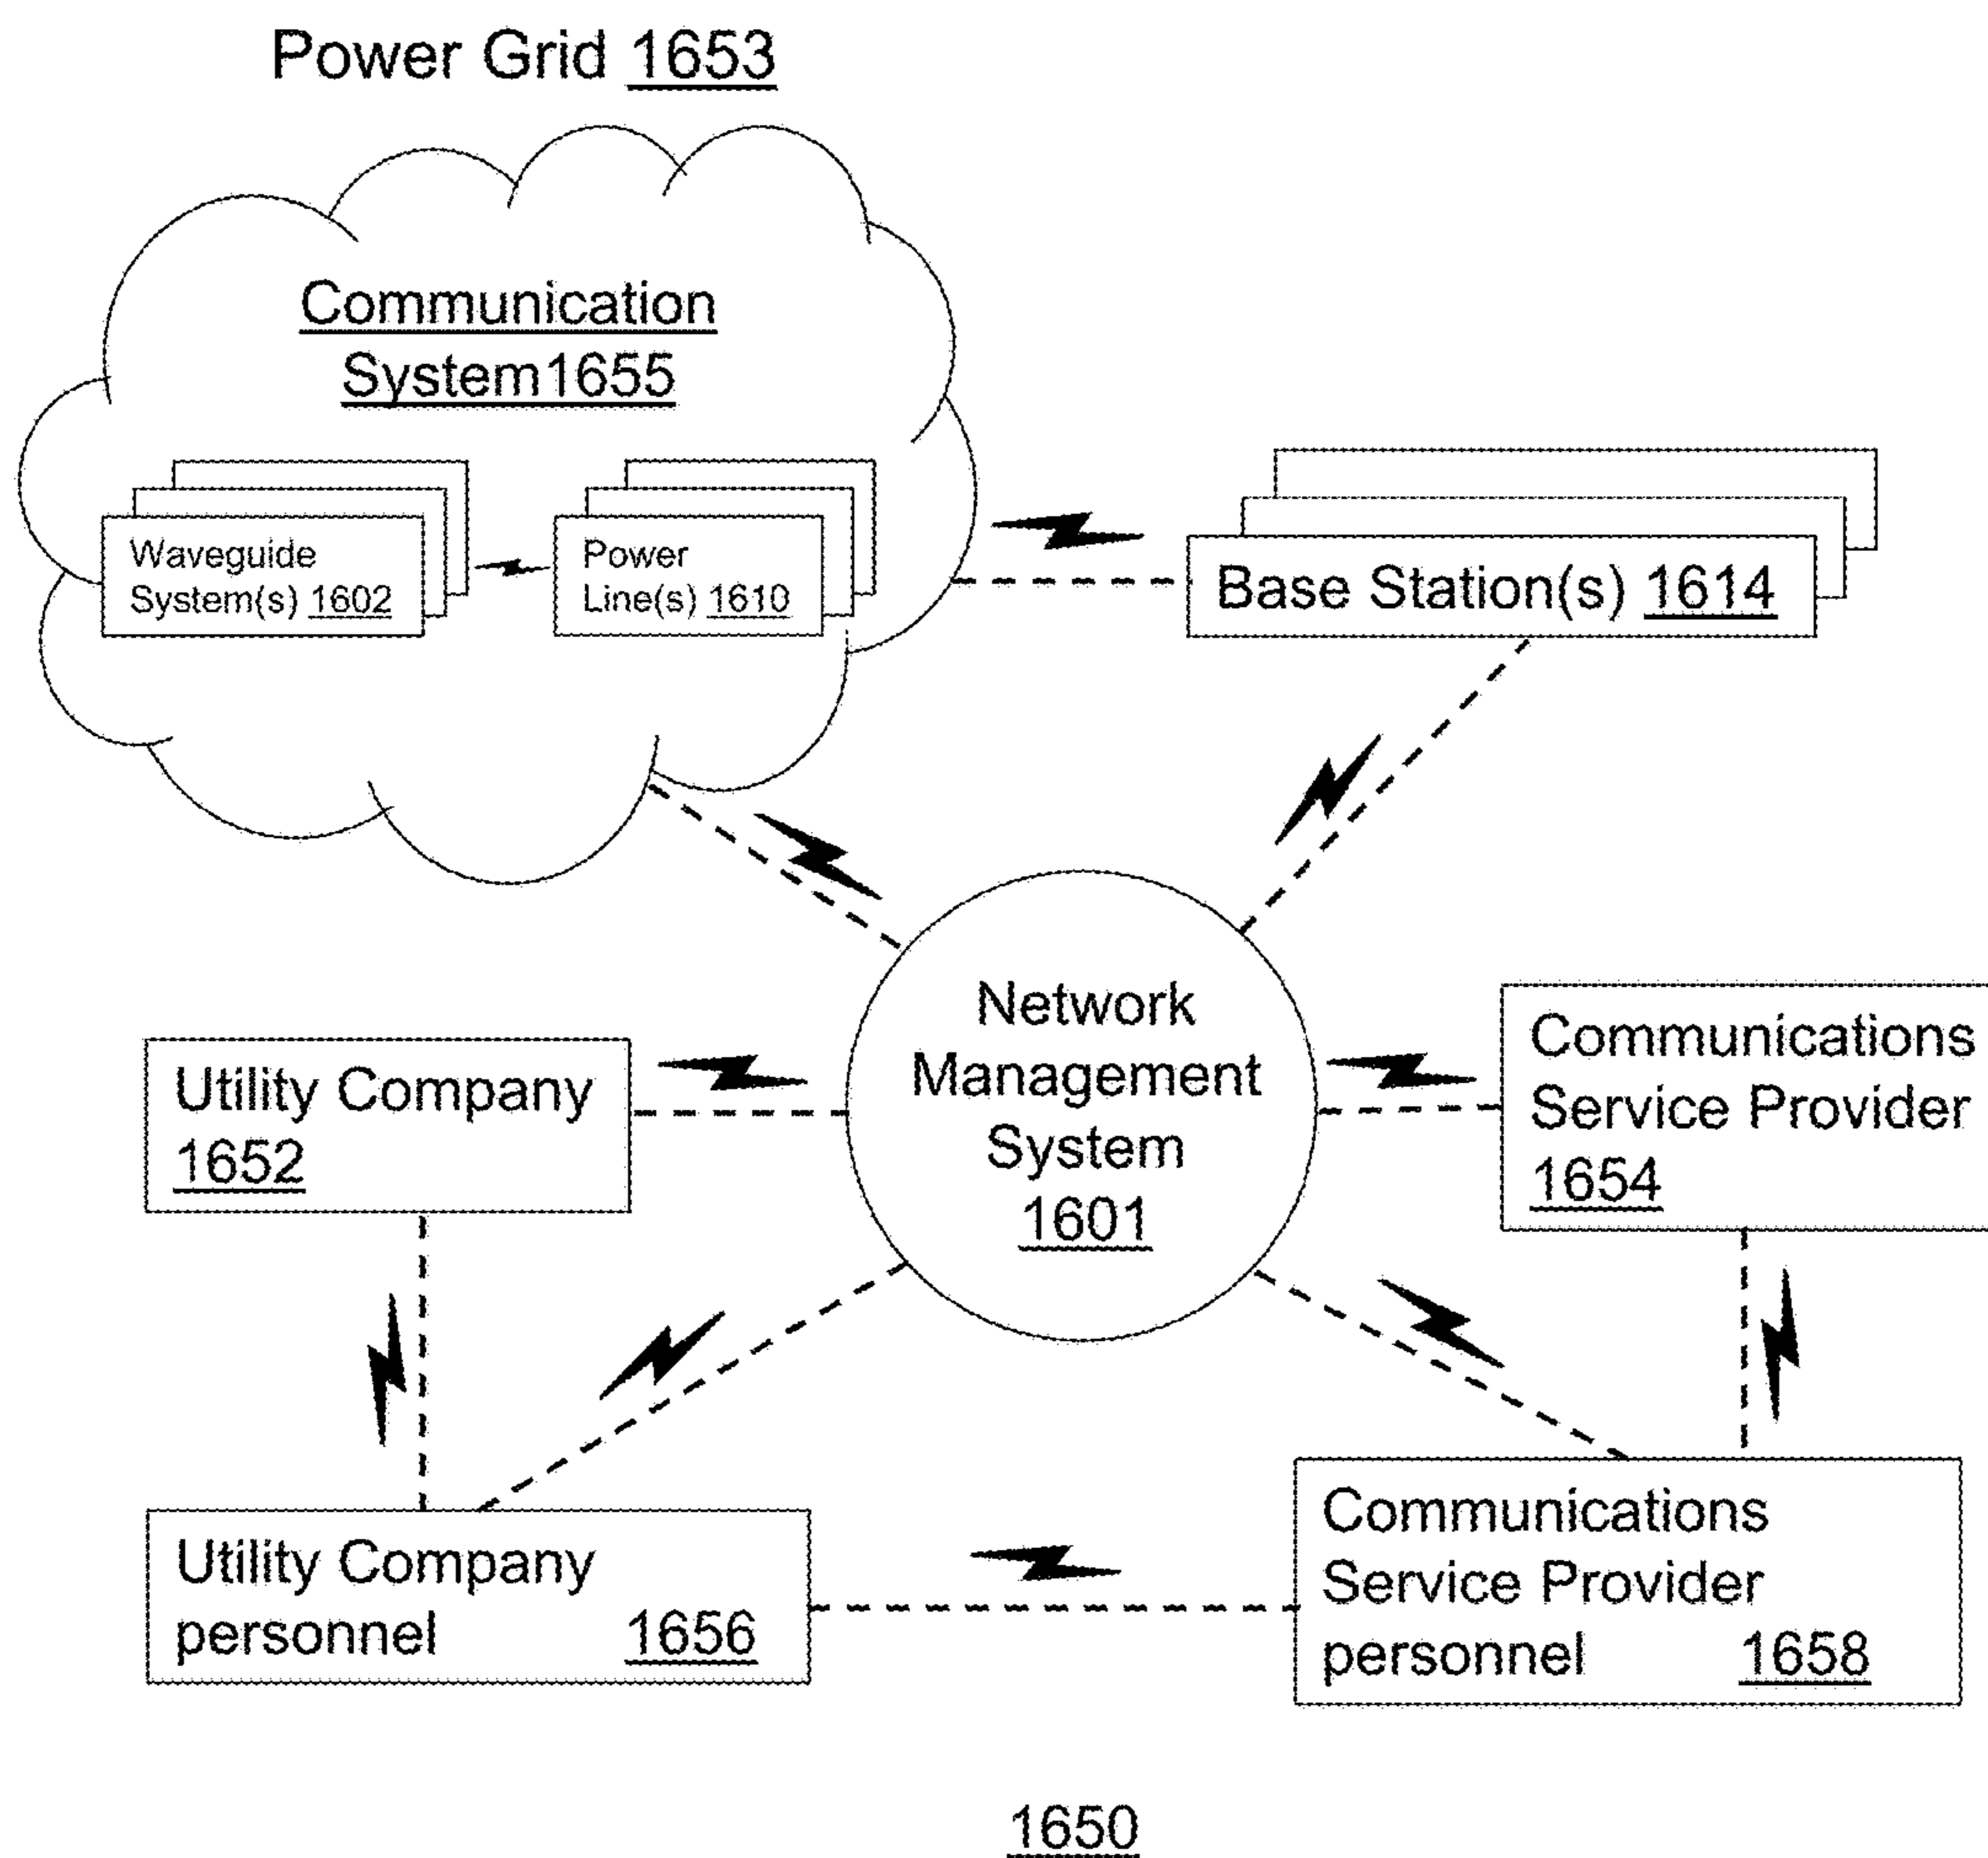 Power Grid 1653
Communication
System1655
Waveguide
System(s) 1602
Power
Line(s) 1610
Base Station(s) 1614
Network
Management
System
1601
Utility Company
1652
Communications
Service Provider
1654
Utility Company
personnel 1656
Communications
Service Provider
personnel 1658
1650